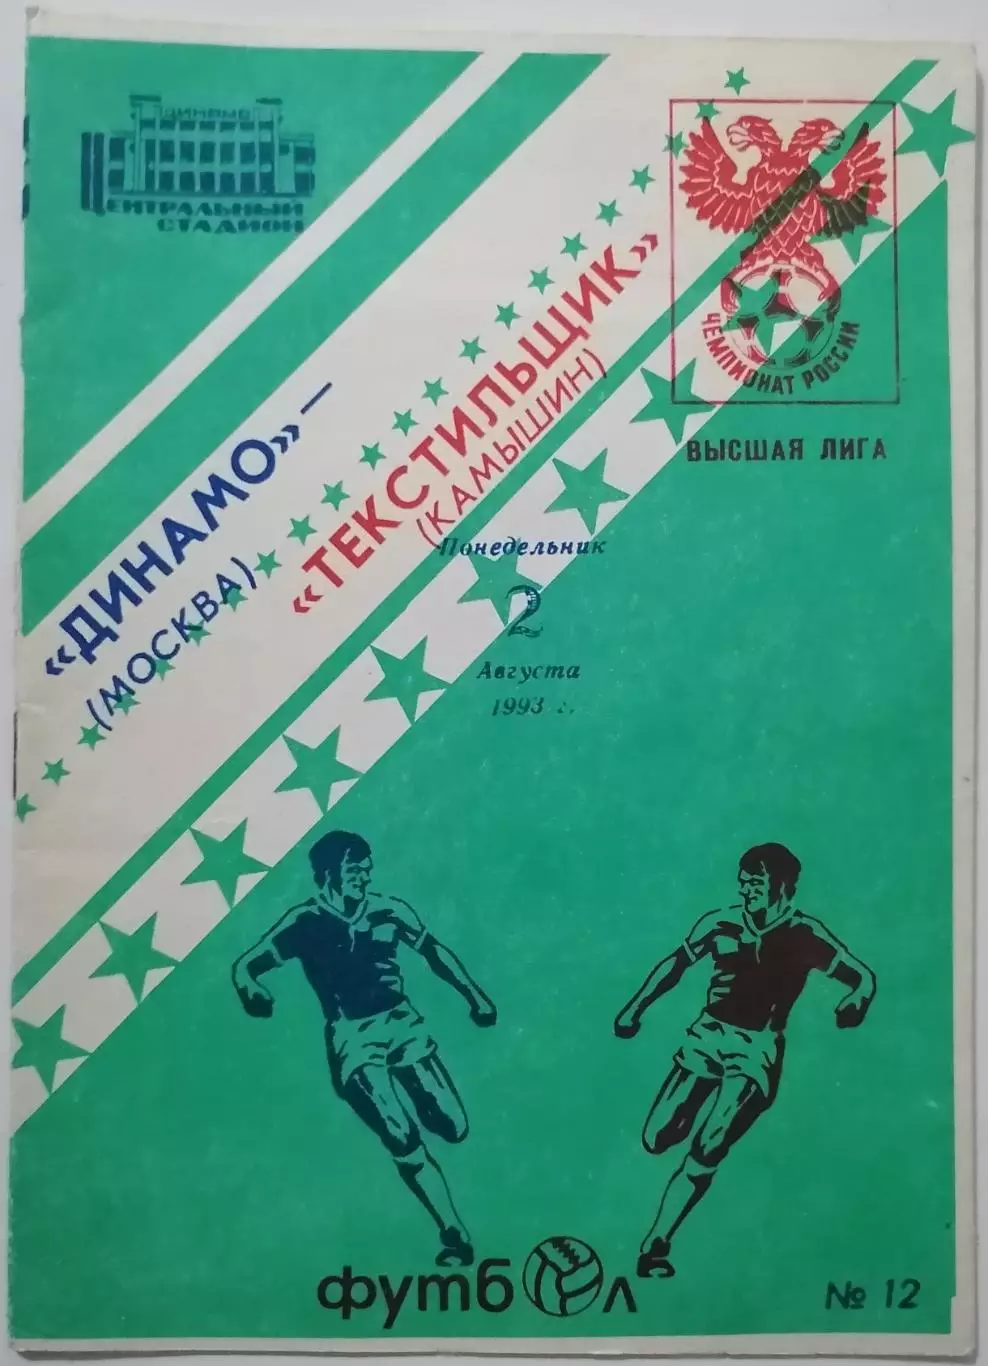 ДИНАМО
ЦЕНТРАЛЬНЫЙ
СТАДИОН
«ДИНАМО» —
(МОСКВА)
«ТЕКСТИЛЬЩИК»
(КАМЫШИН)
ЧЕМПИОНАТ РОССИИ
ВЫСШАЯ ЛИГА
Понедельник
2
Августа
1993 г.
футбол
№ 12